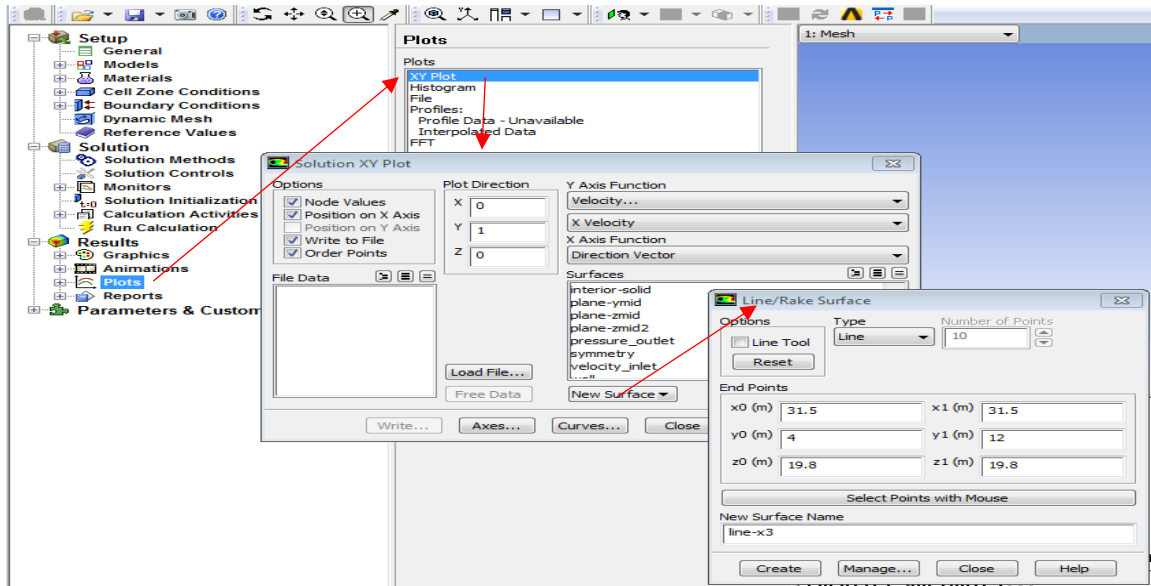 Setup
General
Models
Materials
Cell Zone Conditions
Boundary Conditions
Dynamic Mesh
Reference Values
Solution
Solution Methods
Solution Controls
Monitors
Solution Initialization
Calculation Activities
Run Calculation
Results
Graphics
Animations
Plots
Reports
Parameters & Custom
Plots
Plots
XY Plot
Histogram
File
Profiles:
Profile Data - Unavailable
Interpolated Data
FFT
1: Mesh
Solution XY Plot
Options
Node Values
Position on X Axis
Position on Y Axis
Write to File
Order Points
Plot Direction
X 0
Y 1
Z 0
Y Axis Function
Velocity...
X Velocity
X Axis Function
Direction Vector
File Data
Surfaces
interior-solid
plane-ymid
plane-zmid
plane-zmid2
pressure_outlet
symmetry
velocity_inlet
Load File...
Free Data
New Surface
Write...
Axes...
Curves...
Close
Line/Rake Surface
Options
Line Tool
Reset
Type
Line
Number of Points
10
End Points
x0 (m) 31.5
x1 (m) 31.5
y0 (m) 4
y1 (m) 12
z0 (m) 19.8
z1 (m) 19.8
Select Points with Mouse
New Surface Name
line-x3
Create
Manage...
Close
Help